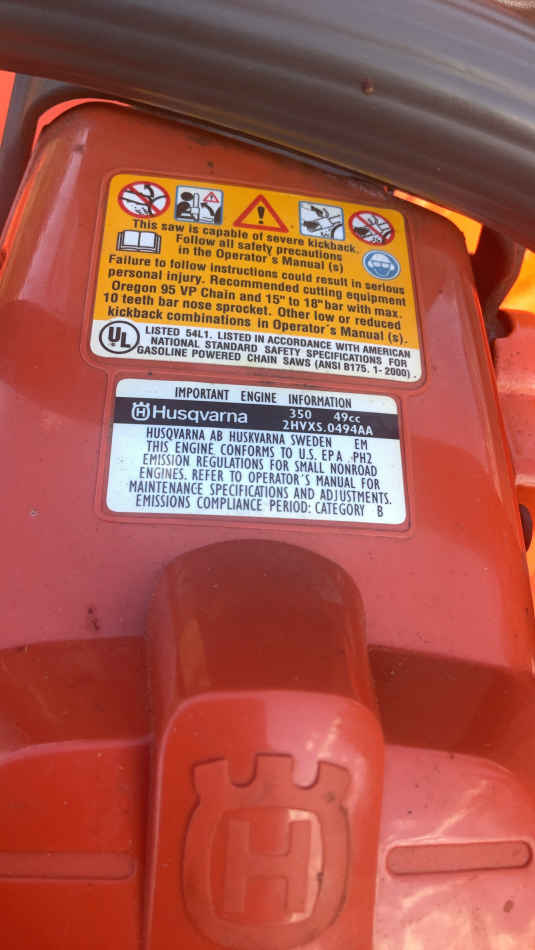 This saw is capable of severe kickback.
Follow all safety precautions
in the Operator´s Manual (s)
Failure to follow instructions could result in serious
personal injury. Recommended cutting equipment
Oregon 95 VP Chain and 15" to 18" bar with max.
10 teeth bar nose sprocket. Other low or reduced
kickback combinations in Operator´s Manual (s).
UL
LISTED 54L1. LISTED IN ACCORDANCE WITH AMERICAN
NATIONAL STANDARD SAFETY SPECIFICATIONS FOR
GASOLINE POWERED CHAIN SAWS (ANSI B175. 1- 2000).
IMPORTANT ENGINE INFORMATION
Husqvarna 350 49cc
2HVXS.0494AA
HUSQVARNA AB HUSKVARNA SWEDEN EM
THIS ENGINE CONFORMS TO U.S. EPA PH2
EMISSION REGULATIONS FOR SMALL NONROAD
ENGINES. REFER TO OPERATOR´S MANUAL FOR
MAINTENANCE SPECIFICATIONS AND ADJUSTMENTS.
EMISSIONS COMPLIANCE PERIOD: CATEGORY B
H